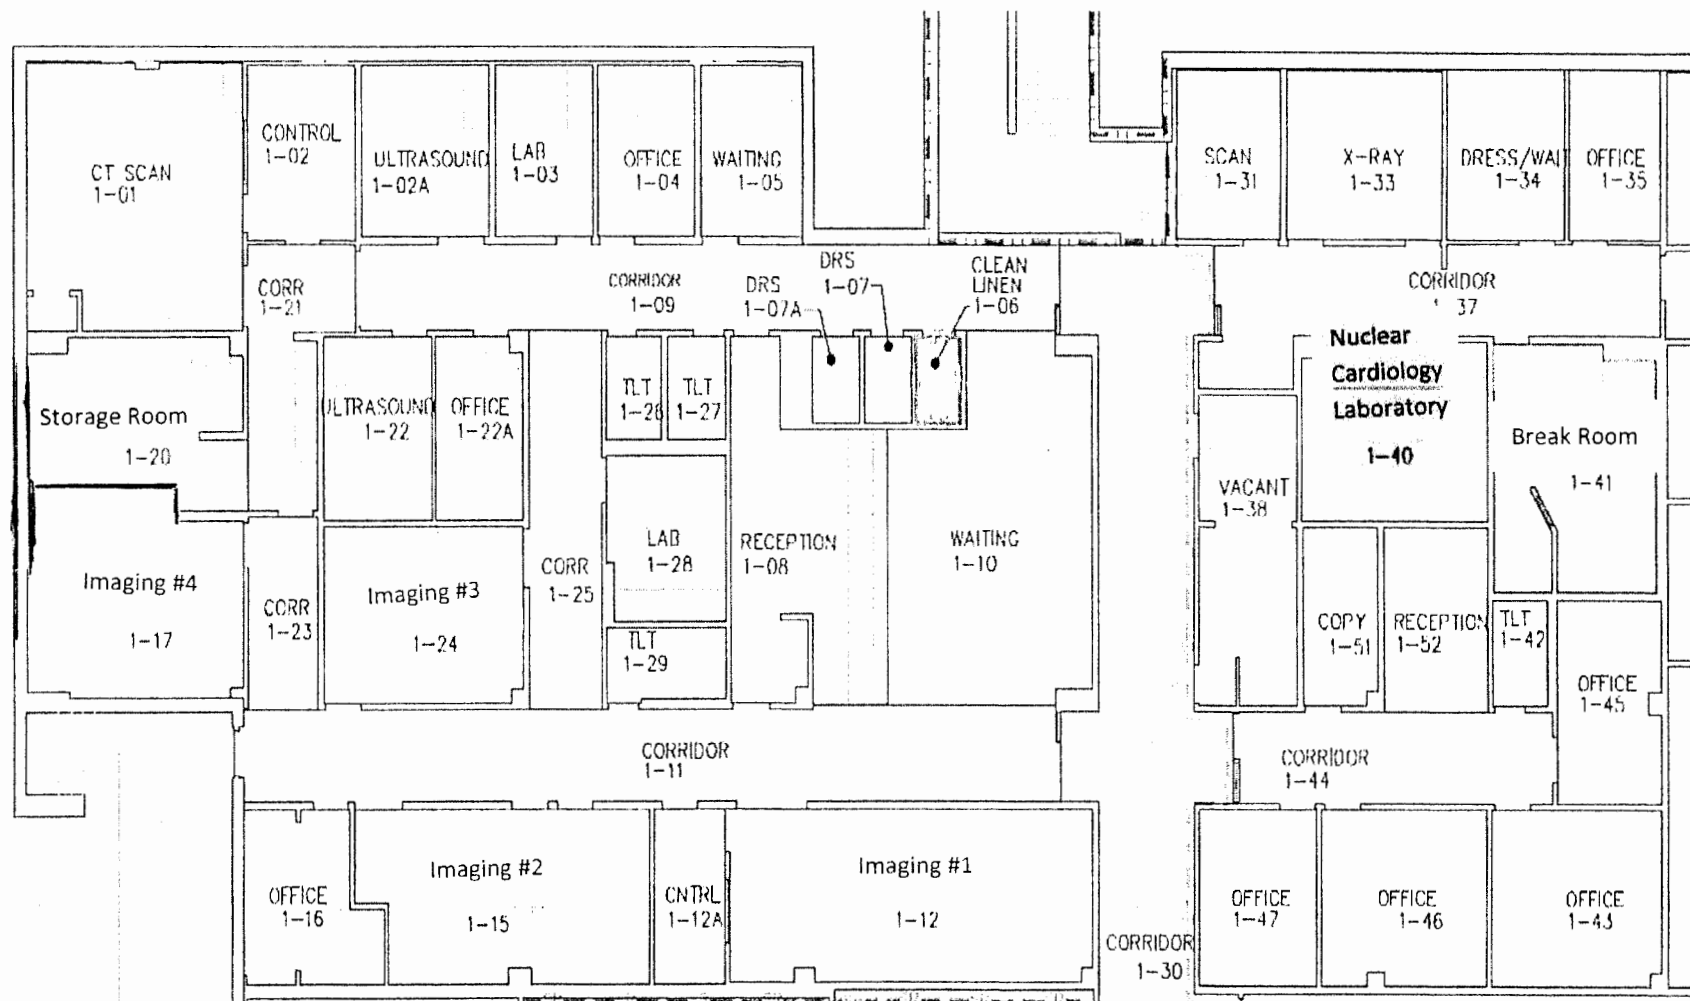 CONTROL
1-02
CT SCAN
1-01
ULTRASOUND
1-02A
LAB
1-03
OFFICE
1-04
WAITING
1-05
SCAN
1-31
X-RAY
1-33
DRESS/WAI
1-34
OFFICE
1-35
CORR
1-21
CORRIDOR
1-09
DRS
1-07A
DRS
1-07
CLEAN
LINEN
1-06
CORRIDOR
37
Storage Room
1-20
ULTRASOUND
1-22
OFFICE
1-22A
TLT
1-26
TLT
1-27
Nuclear
Cardiology
Laboratory
1-40
Break Room
1-41
VACANT
1-38
Imaging #4
1-17
CORR
1-23
Imaging #3
1-24
CORR
1-25
LAB
1-28
TLT
1-29
RECEPTION
1-08
WAITING
1-10
COPY
1-51
RECEPTION
1-52
TLT
1-42
OFFICE
1-45
CORRIDOR
1-11
CORRIDOR
1-44
OFFICE
1-16
Imaging #2
1-15
CNTRL
1-12A
Imaging #1
1-12
CORRIDOR
1-30
OFFICE
1-47
OFFICE
1-46
OFFICE